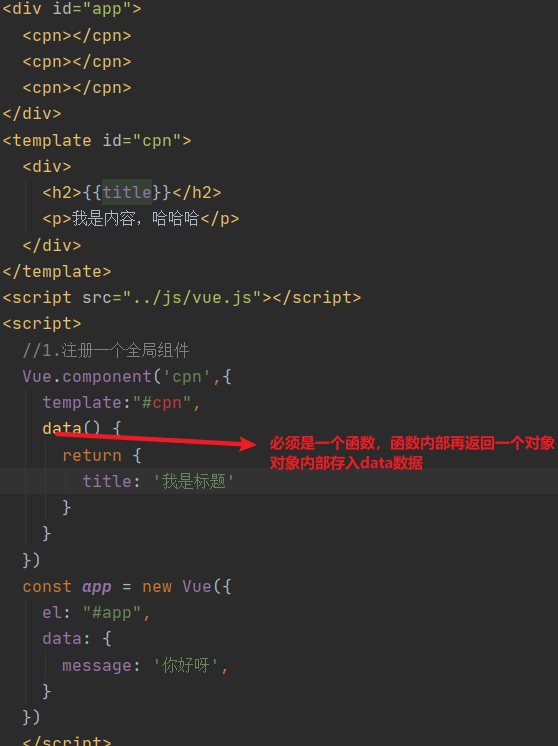 <div id="app">
<cpn></cpn>
<cpn></cpn>
<cpn></cpn>
</div>
<template id="cpn">
<div>
<h2>{{title}}</h2>
<p>我是内容，哈哈哈</p>
</div>
</template>
<script src="../js/vue.js"></script>
<script>
//1.注册一个全局组件
Vue.component('cpn',{
template:"#cpn",
data() {
必须是一个函数，函数内部再返回一个对象
对象内部存入data数据
return {
title: '我是标题'
}
}
})
const app = new Vue({
el: "#app",
data: {
message: '你好呀',
}
})
</script>